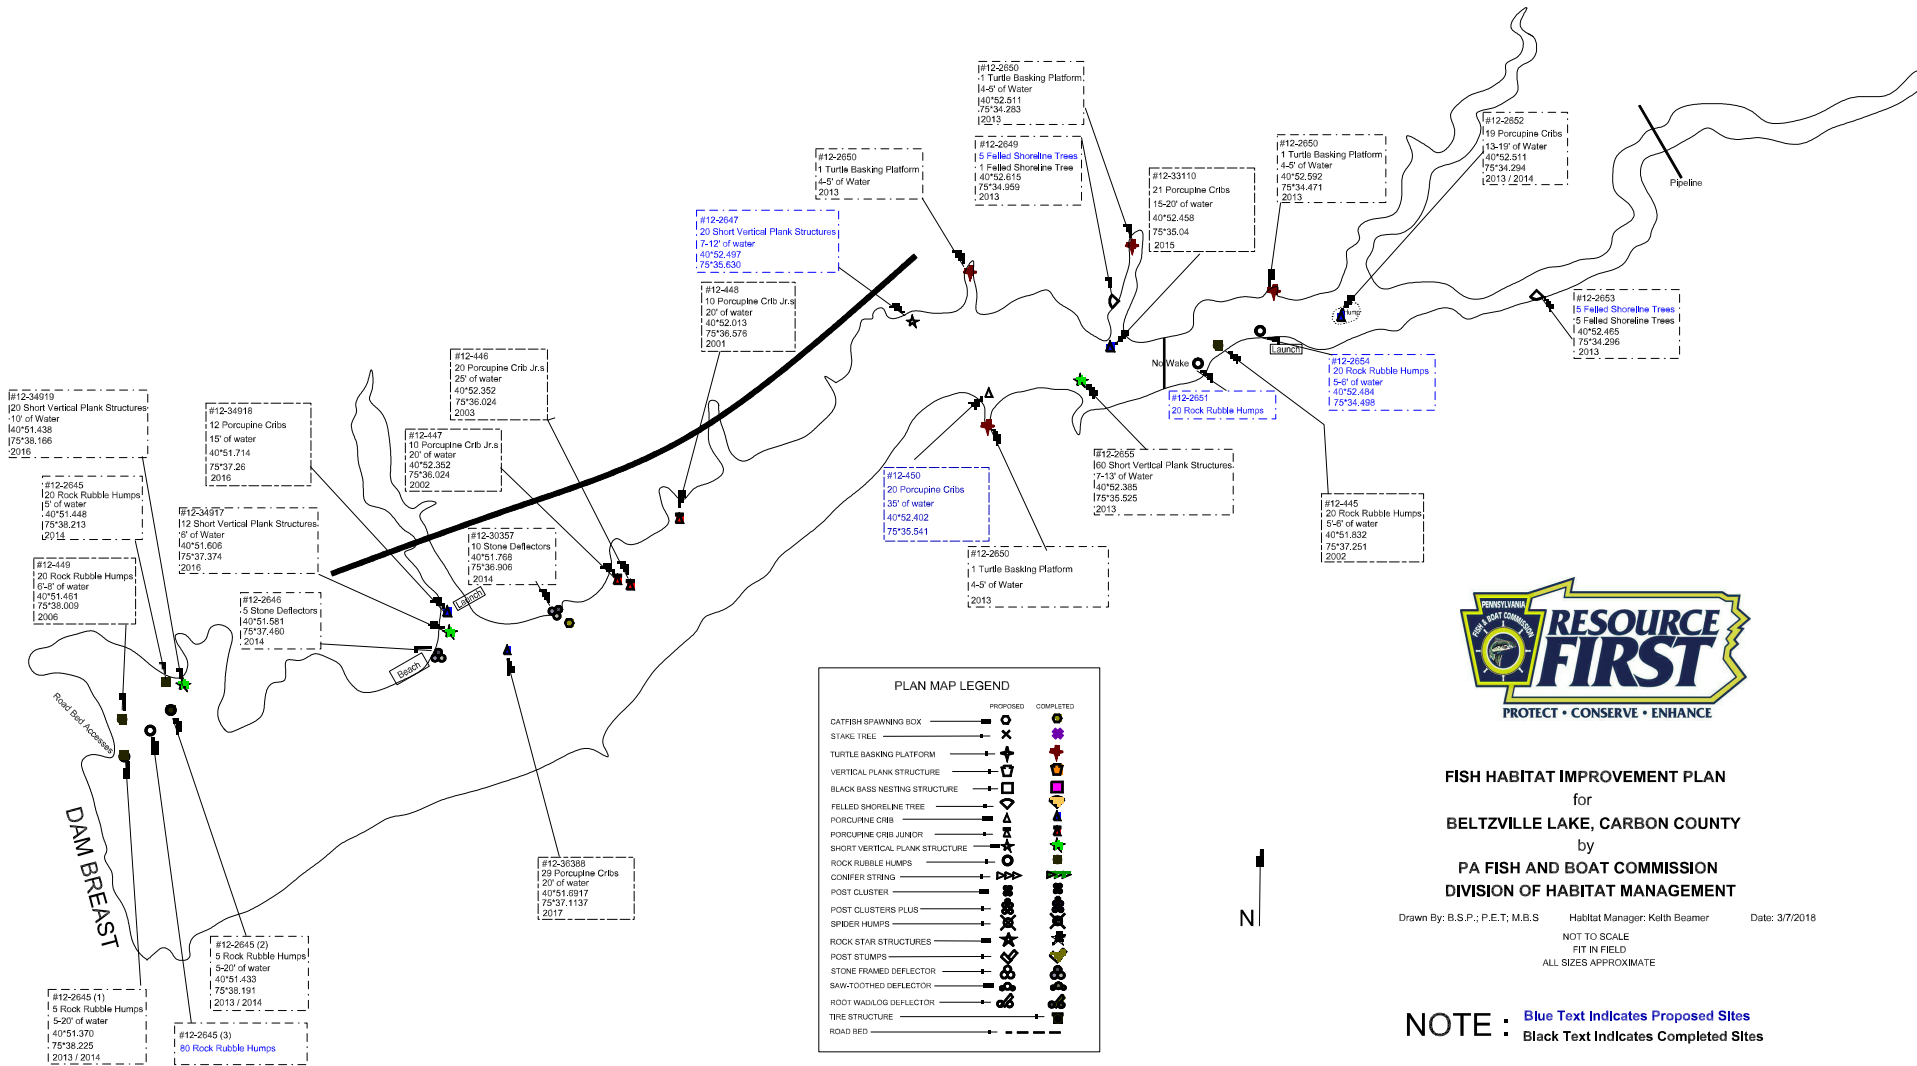 #12-2650
1 Turtle Basking Platform
4-5' of Water
40*52.511
75*34.283
2013
#12-2649
5 Felled Shoreline Trees
1 Felled Shoreline Tree
40*52.615
75*34.959
2013
#12-2650
1 Turtle Basking Platform
4-5' of Water
2013
#12-33110
21 Porcupine Cribs
15-20' of water
40*52.458
75*35.04
2015
#12-2650
1 Turtle Basking Platform
4-5' of Water
40*52.592
75*34.471
2013
#12-2652
19 Porcupine Cribs
13-19' of Water
40*52.511
75*34.294
2013 / 2014
Pipeline
#12-2647
20 Short Vertical Plank Structures
7-12' of water
40*52.497
75*35.630
#12-448
10 Porcupine Crib Jr.s
20' of water
40*52.013
75*36.576
2001
#12-446
20 Porcupine Crib Jr.s
25' of water
40*52.352
75*36.024
2003
#12-447
10 Porcupine Crib Jr.s
20' of water
40*52.352
75*36.024
2002
Hump
#12-2653
5 Felled Shoreline Trees
5 Felled Shoreline Trees
40*52.465
75*34.296
2013
No Wake
Launch
#12-2654
20 Rock Rubble Humps
5-6' of water
40*52.484
75*34.498
#12-2651
20 Rock Rubble Humps
#12-34919
20 Short Vertical Plank Structures
10' of Water
40*51.438
75*38.166
2016
#12-34918
12 Porcupine Cribs
15' of water
40*51.714
75*37.26
2016
#12-2645
20 Rock Rubble Humps
5' of water
40*51.448
75*38.213
2014
#12-34917
12 Short Vertical Plank Structures
6' of Water
40*51.606
75*37.374
2016
#12-449
20 Rock Rubble Humps
6'-8' of water
40*51.461
75*38.009
2006
#12-2646
5 Stone Deflectors
40*51.581
75*37.460
2014
#12-30357
10 Stone Deflectors
40*51.768
75*36.906
2014
#12-450
20 Porcupine Cribs
35' of water
40*52.402
75*35.541
#12-2655
60 Short Vertical Plank Structures
7-13' of Water
40*52.385
75*35.525
2013
#12-445
20 Rock Rubble Humps
5'-6' of water
40*51.832
75*37.251
2002
#12-2650
1 Turtle Basking Platform
4-5' of Water
2013
Launch
Beach
Road Bed Accesses
DAM BREAST
#12-36388
29 Porcupine Cribs
20' of water
40*51.6917
75*37.1137
2017
#12-2645 (2)
5 Rock Rubble Humps
5-20' of water
40*51.433
75*38.191
2013 / 2014
#12-2645 (1)
5 Rock Rubble Humps
5-20' of water
40*51.370
75*38.225
2013 / 2014
#12-2645 (3)
80 Rock Rubble Humps
PLAN MAP LEGEND
PROPOSED COMPLETED
CATFISH SPAWNING BOX
STAKE TREE
TURTLE BASKING PLATFORM
VERTICAL PLANK STRUCTURE
BLACK BASS NESTING STRUCTURE
FELLED SHORELINE TREE
PORCUPINE CRIB
PORCUPINE CRIB JUNIOR
SHORT VERTICAL PLANK STRUCTURE
ROCK RUBBLE HUMPS
CONIFER STRING
POST CLUSTER
POST CLUSTERS PLUS
SPIDER HUMPS
ROCK STAR STRUCTURES
POST STUMPS
STONE FRAMED DEFLECTOR
SAW-TOOTHED DEFLECTOR
ROOT WAD/LOG DEFLECTOR
TIRE STRUCTURE
ROAD BED
N
PENNSYLVANIA
FISH & BOAT COMMISSION
RESOURCE
FIRST
PROTECT • CONSERVE • ENHANCE
FISH HABITAT IMPROVEMENT PLAN
for
BELTZVILLE LAKE, CARBON COUNTY
by
PA FISH AND BOAT COMMISSION
DIVISION OF HABITAT MANAGEMENT
Drawn By: B.S.P.; P.E.T; M.B.S Habitat Manager: Keith Beamer Date: 3/7/2018
NOT TO SCALE
FIT IN FIELD
ALL SIZES APPROXIMATE
NOTE : Blue Text Indicates Proposed Sites
Black Text Indicates Completed Sites